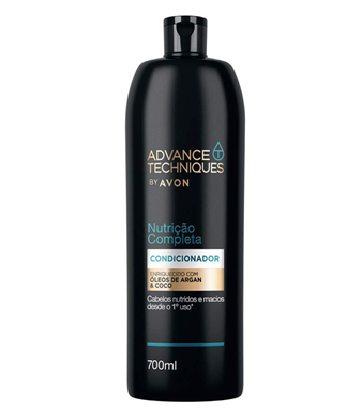 ADVANCE
TECHNIQUES
BY AVON
Nutrição
Completa
CONDICIONADOR
ENRIQUECIDO COM
ÓLEOS DE ARGAN
& COCO
Cabelos nutridos e macios
desde o "1º uso"
700ml